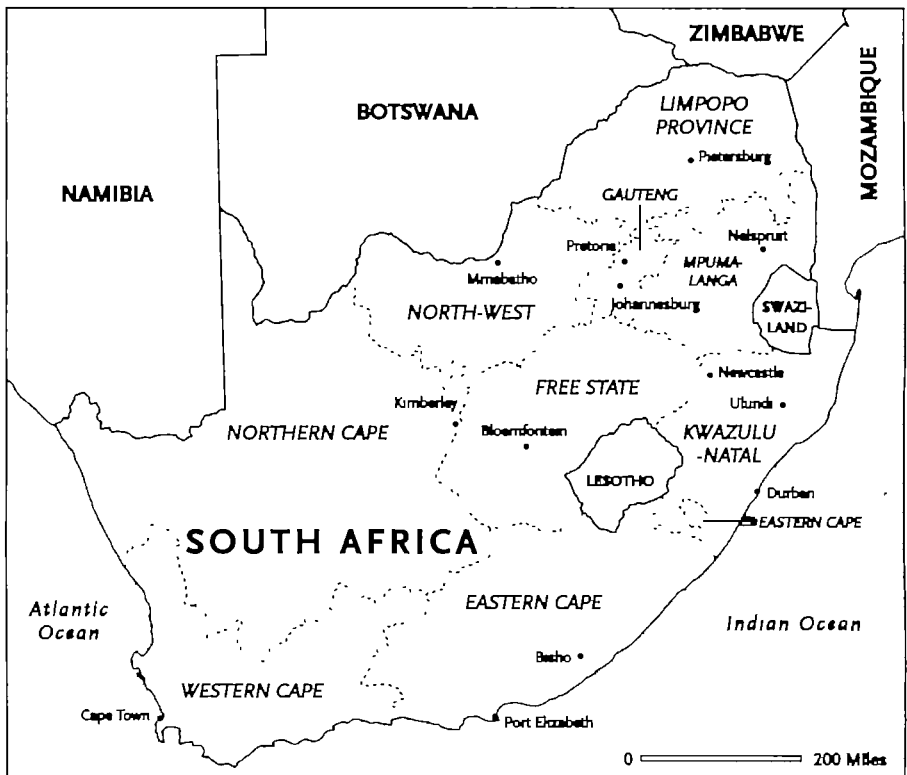 ZIMBABWE
MOZAMBIQUE
BOTSWANA
LIMPOPO
PROVINCE
Pietersburg
NAMIBIA
GAUTENG
Nelspruit
Pretoria
MPUMA-
LANGA
Mmabatho
Johannesburg
SWAZI-
LAND
NORTH-WEST
Newcastle
FREE STATE
Kimberley
Ulundi
NORTHERN CAPE
Bloemfontein
KWAZULU
-NATAL
LESOTHO
Durban
EASTERN CAPE
SOUTH AFRICA
Atlantic
Ocean
EASTERN CAPE
Indian Ocean
Bisho
WESTERN CAPE
Cape Town
Port Elizabeth
0 200 Miles